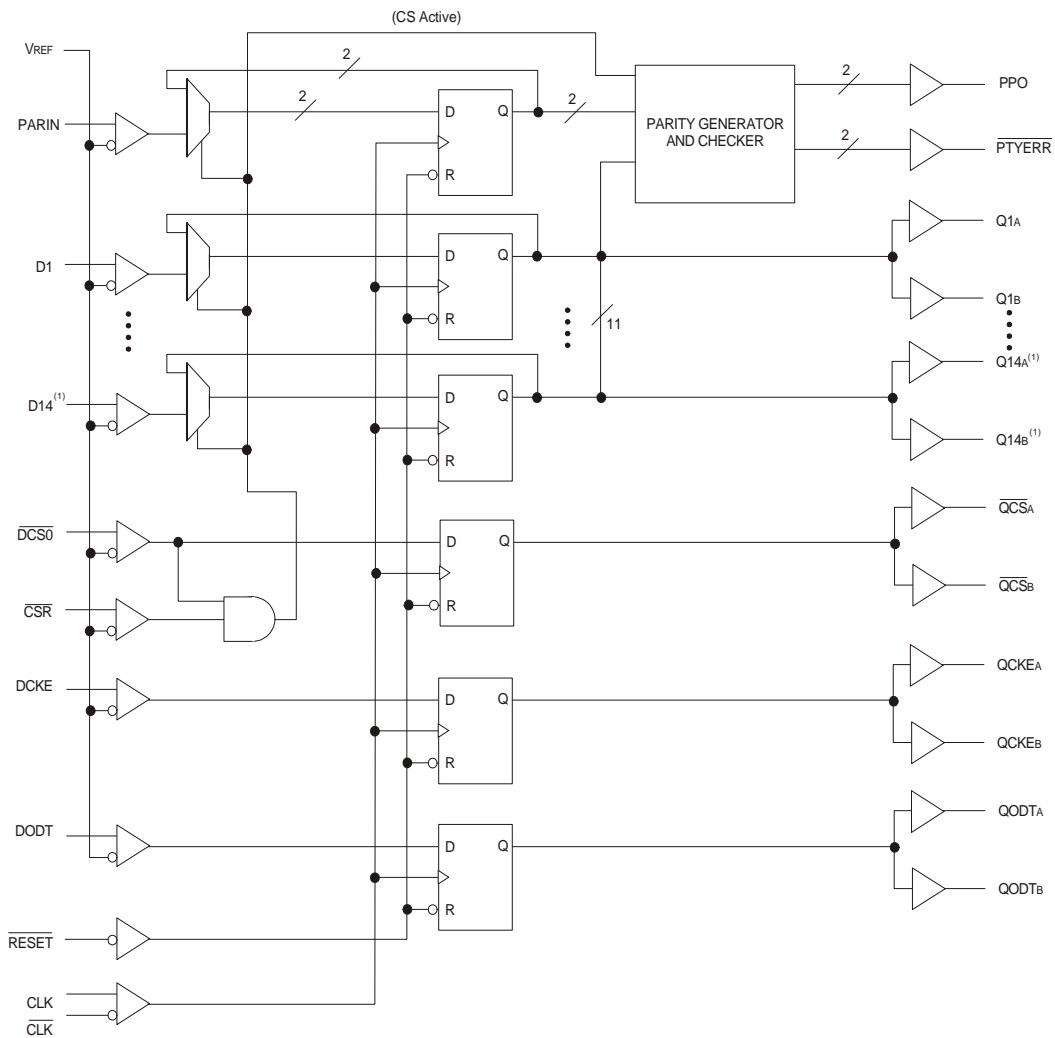 (CS Active)
VREF
2
2
2
2
PPO
PARIN
D
Q
PARITY GENERATOR
AND CHECKER
2
PTYERR
R
Q1A
D1
D
Q
Q1B
R
11
Q14A(1)
D14(1)
D
Q
Q14B(1)
R
DCS0
D
Q
QCSA
QCSB
CSR
R
QCKEA
DCKE
D
Q
QCKEB
R
QODTA
DODT
D
Q
QODTB
R
RESET
CLK
CLK